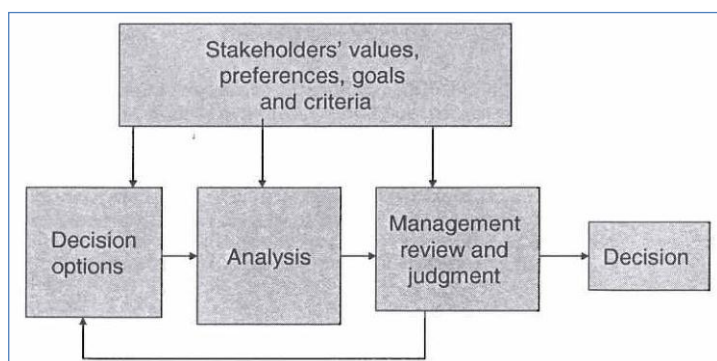 Stakeholders' values,
preferences, goals
and criteria
Decision
options
Analysis
Management
review and
judgment
Decision